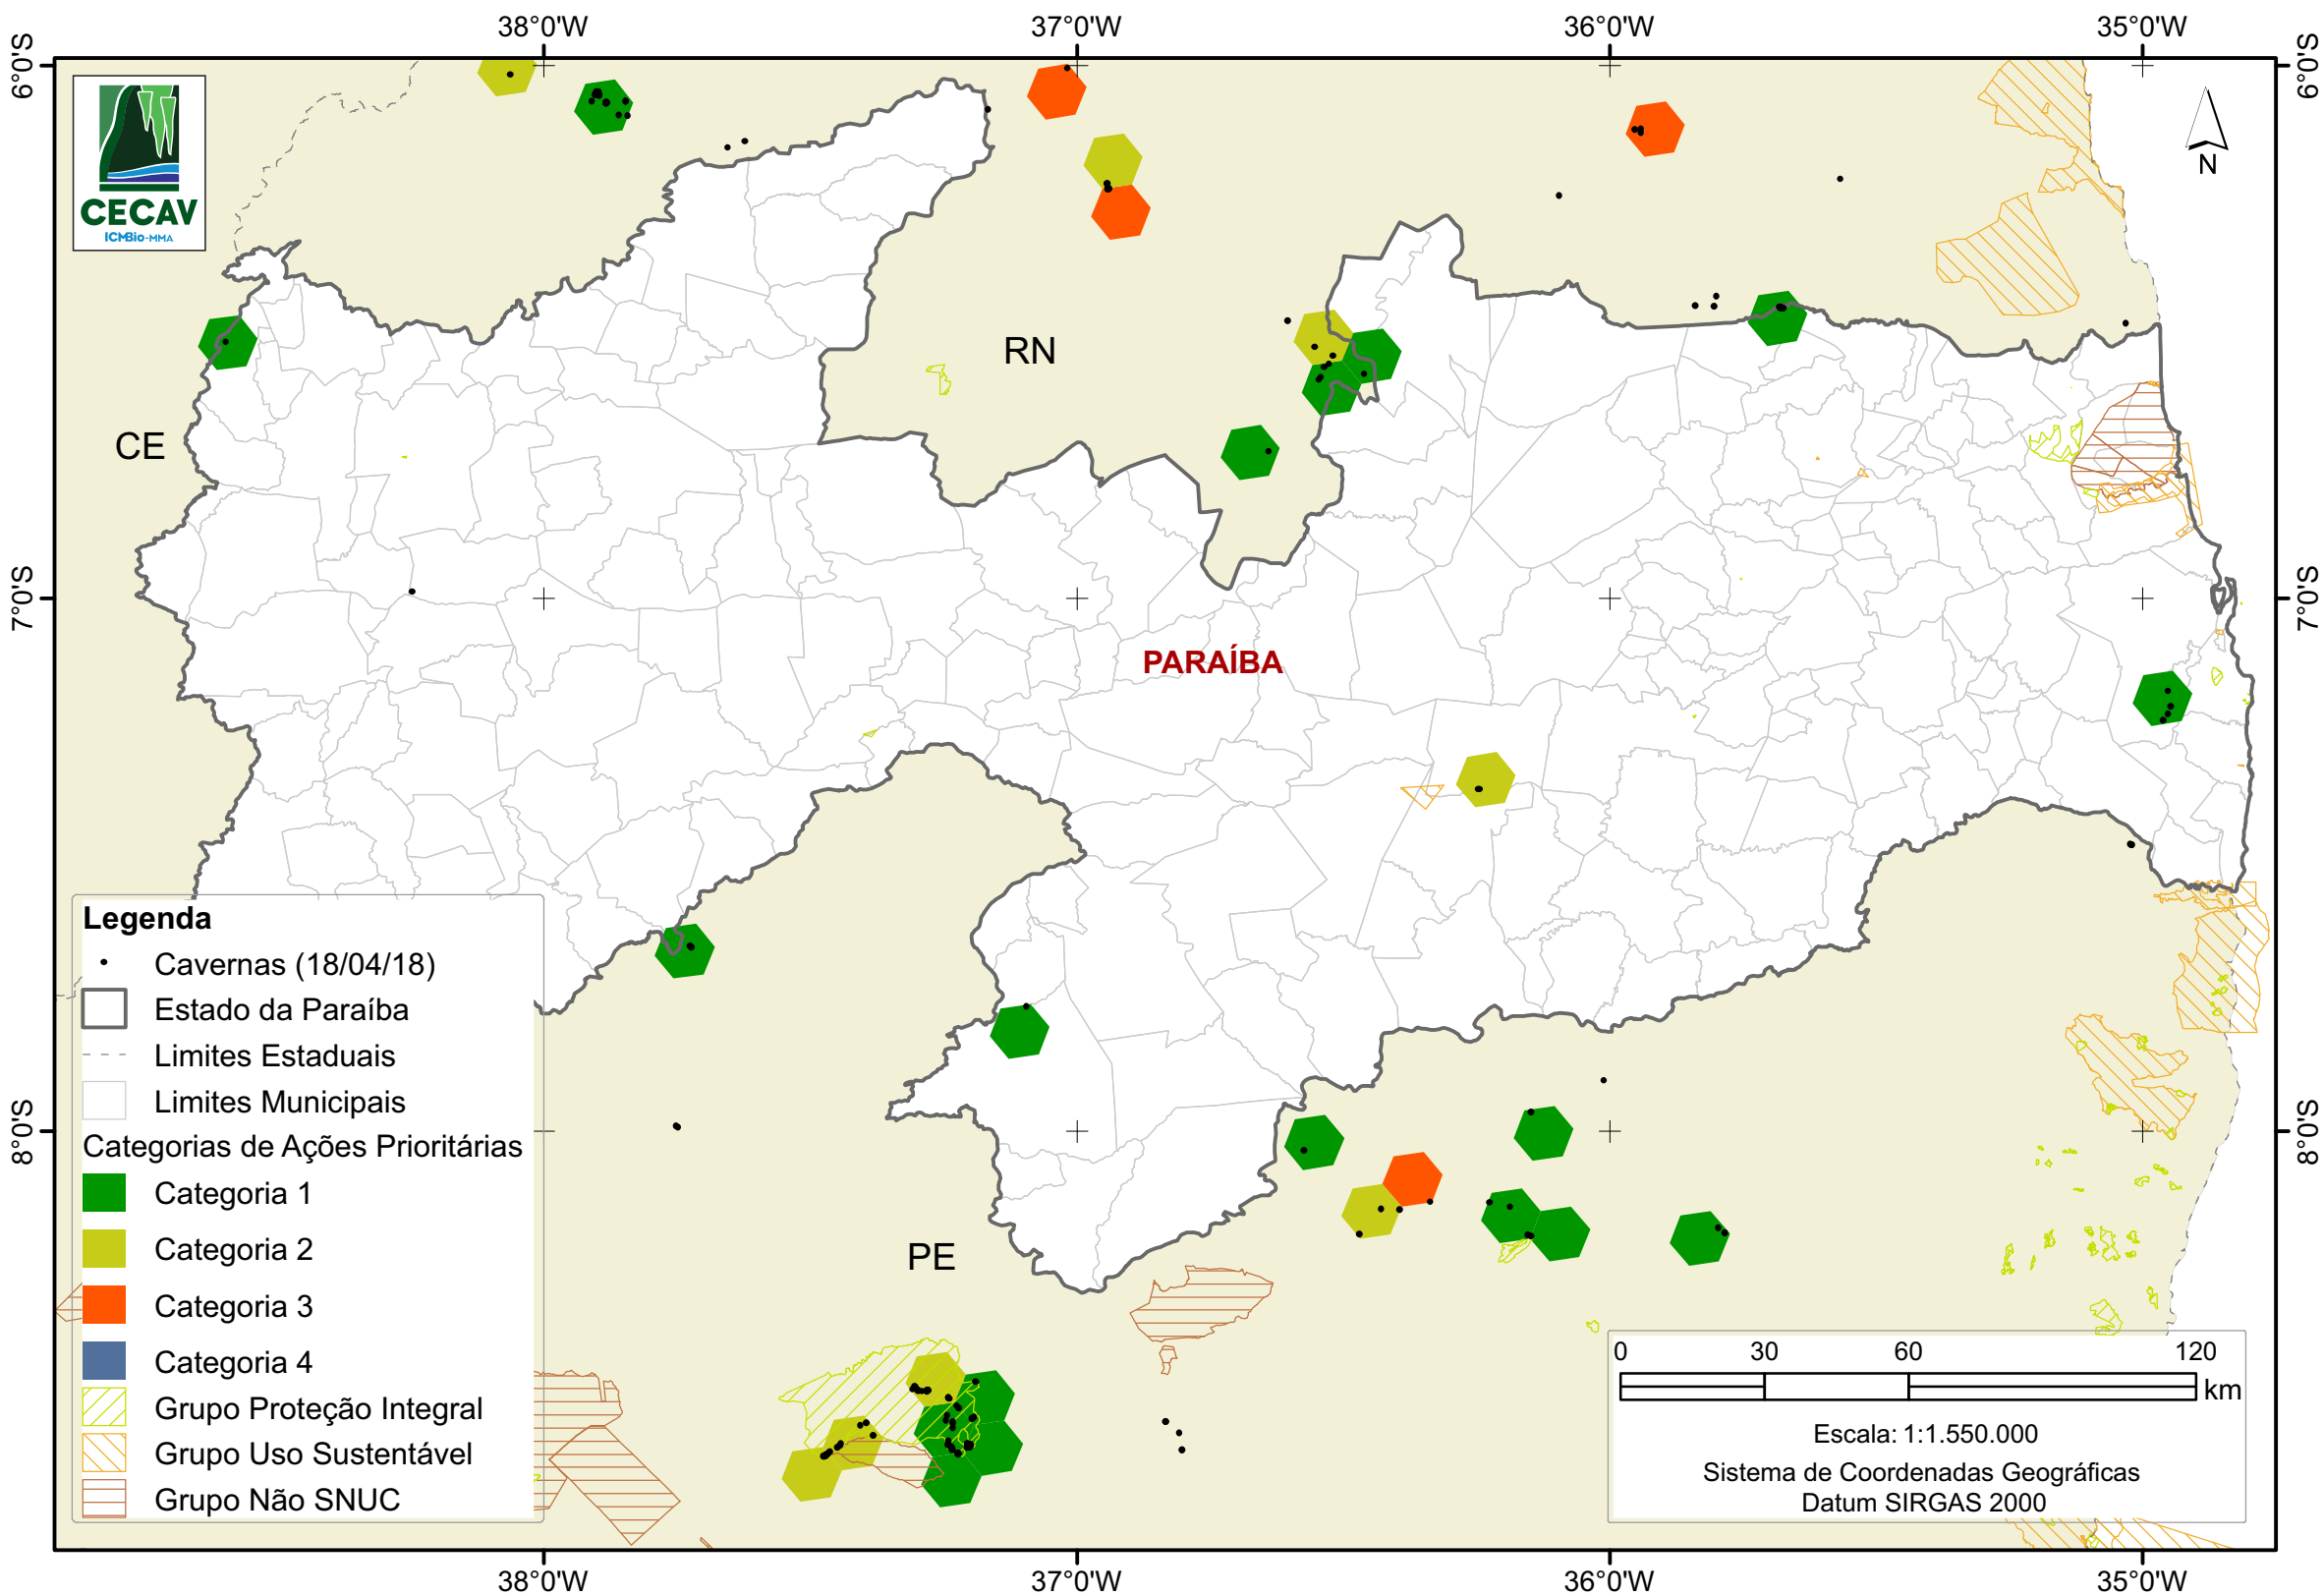 38°0'W 37°0'W 36°0'W 35°0'W
6°0'S 6°0'S
CECAV
ICMBio-MMA
N
RN
CE
7°0'S 7°0'S
PARAÍBA
Legenda
Cavernas (18/04/18)
Estado da Paraíba
Limites Estaduais
Limites Municipais
8°0'S 8°0'S
Categorias de Ações Prioritárias
Categoria 1
Categoria 2
Categoria 3
Categoria 4
Grupo Proteção Integral
Grupo Uso Sustentável
Grupo Não SNUC
PE
0 30 60 120
km
Escala: 1:1.550.000
Sistema de Coordenadas Geográficas
Datum SIRGAS 2000
38°0'W 37°0'W 36°0'W 35°0'W